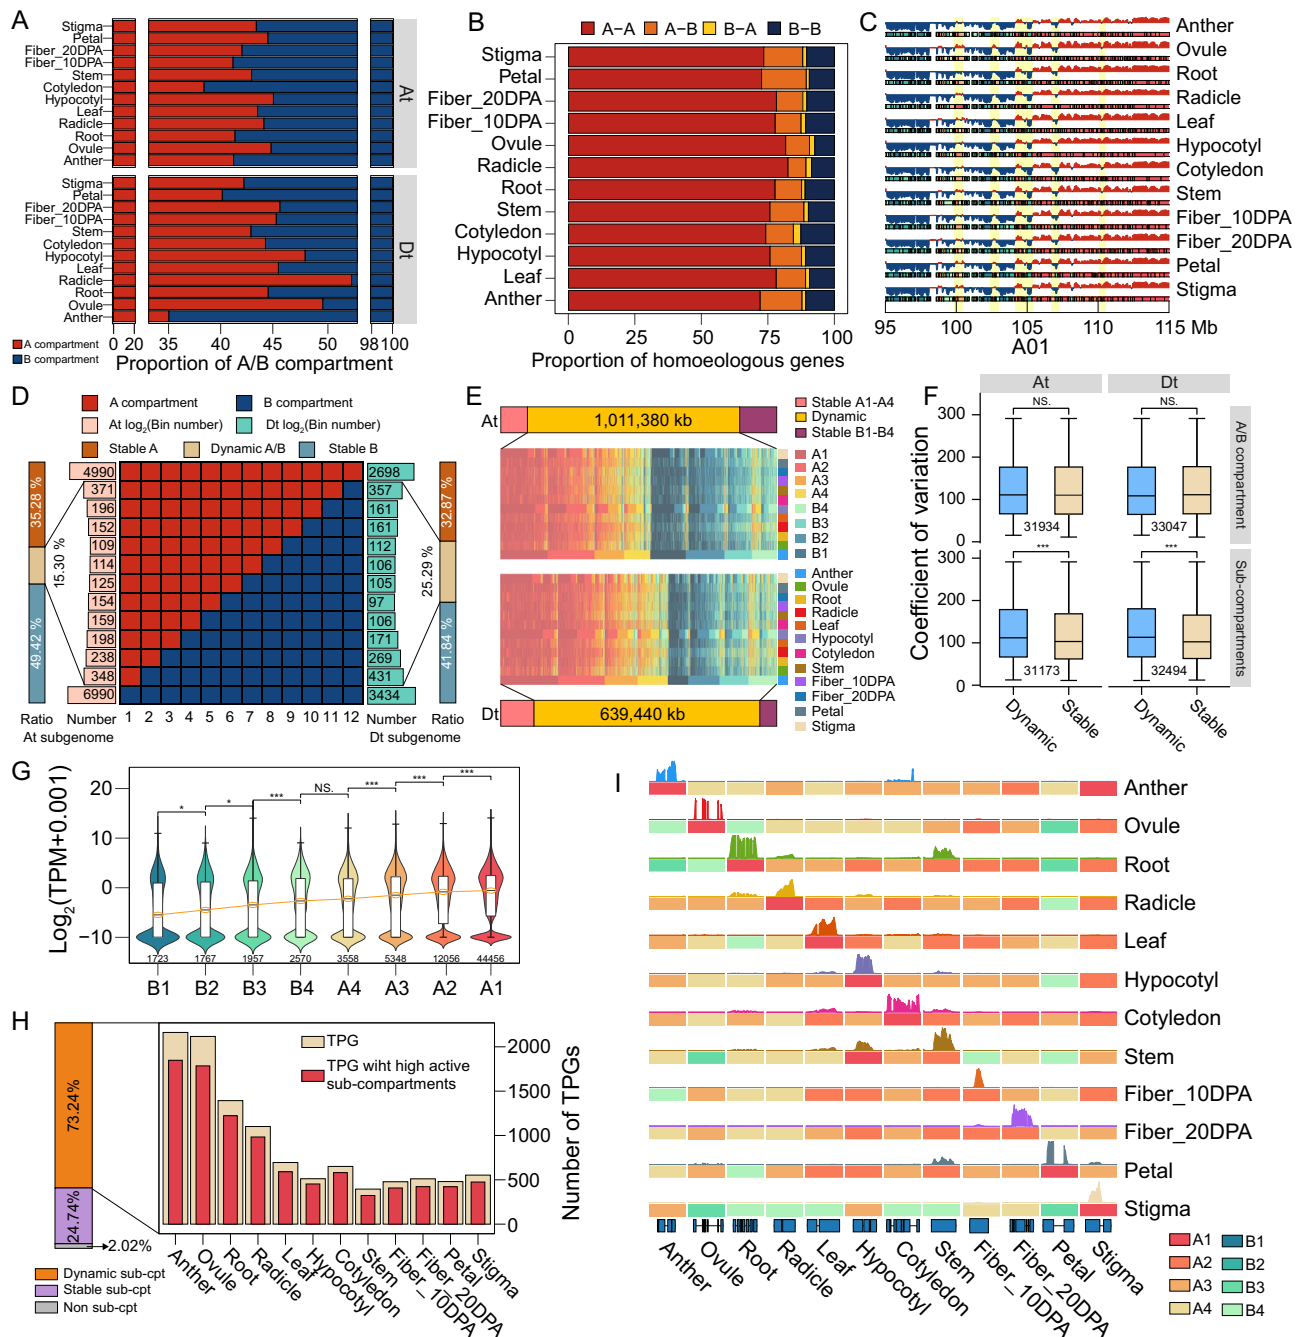 A
Stigma
Petal
Fiber_20DPA
Fiber_10DPA
Stem
Cotyledon
Hypocotyl
Leaf
Radicle
Root
Ovule
Anther
At
Stigma
Petal
Fiber_20DPA
Fiber_10DPA
Stem
Cotyledon
Hypocotyl
Leaf
Radicle
Root
Ovule
Anther
Dt
0 20 35 40 45 50 98 100
A compartment
B compartment
Proportion of A/B compartment
B
A−A A−B B−A B−B
Stigma
Petal
Fiber_20DPA
Fiber_10DPA
Ovule
Radicle
Root
Stem
Cotyledon
Hypocotyl
Leaf
Anther
0 25 50 75 100
Proportion of homoeologous genes
C
Anther
Ovule
Root
Radicle
Leaf
Hypocotyl
Cotyledon
Stem
Fiber_10DPA
Fiber_20DPA
Petal
Stigma
95 100 105 110 115 Mb
A01
D
A compartment B compartment
At log2(Bin number) Dt log2(Bin number)
Stable A Dynamic A/B Stable B
35.28 %
15.30 %
49.42 %
4990
371
196
152
109
114
125
154
159
198
238
348
6990
2698
357
161
161
112
106
105
97
106
171
269
431
3434
32.87 %
25.29 %
41.84 %
Ratio Number 1 2 3 4 5 6 7 8 9 10 11 12 Number Ratio
At subgenome Dt subgenome
E
At 1,011,380 kb
Stable A1-A4
Dynamic
Stable B1-B4
A1
A2
A3
A4
B4
B3
B2
B1
Anther
Ovule
Root
Radicle
Leaf
Hypocotyl
Cotyledon
Stem
Fiber_10DPA
Fiber_20DPA
Petal
Stigma
Dt 639,440 kb
F
At Dt
Coefficient of variation
300
200
100
0
NS. NS.
31934 33047
A/B compartment
300
200
100
0
*** ***
31173 32494
Sub-compartments
Dynamic Stable Dynamic Stable
G
Log2(TPM+0.001)
20
10
0
−10
* * *** NS. *** *** ***
1723 1767 1957 2570 3558 5348 12056 44456
B1 B2 B3 B4 A4 A3 A2 A1
H
73.24%
24.74%
2.02%
Dynamic sub-cpt
Stable sub-cpt
Non sub-cpt
TPG
TPG wiht high active
sub-compartments
2000
1500
1000
500
0
Number of TPGs
Anther Ovule Root Radicle Leaf Hypocotyl Cotyledon Stem Fiber_10DPA Fiber_20DPA Petal Stigma
I
Anther
Ovule
Root
Radicle
Leaf
Hypocotyl
Cotyledon
Stem
Fiber_10DPA
Fiber_20DPA
Petal
Stigma
Anther Ovule Root Radicle Leaf Hypocotyl Cotyledon Stem Fiber_10DPA Fiber_20DPA Petal Stigma
A1 B1
A2 B2
A3 B3
A4 B4